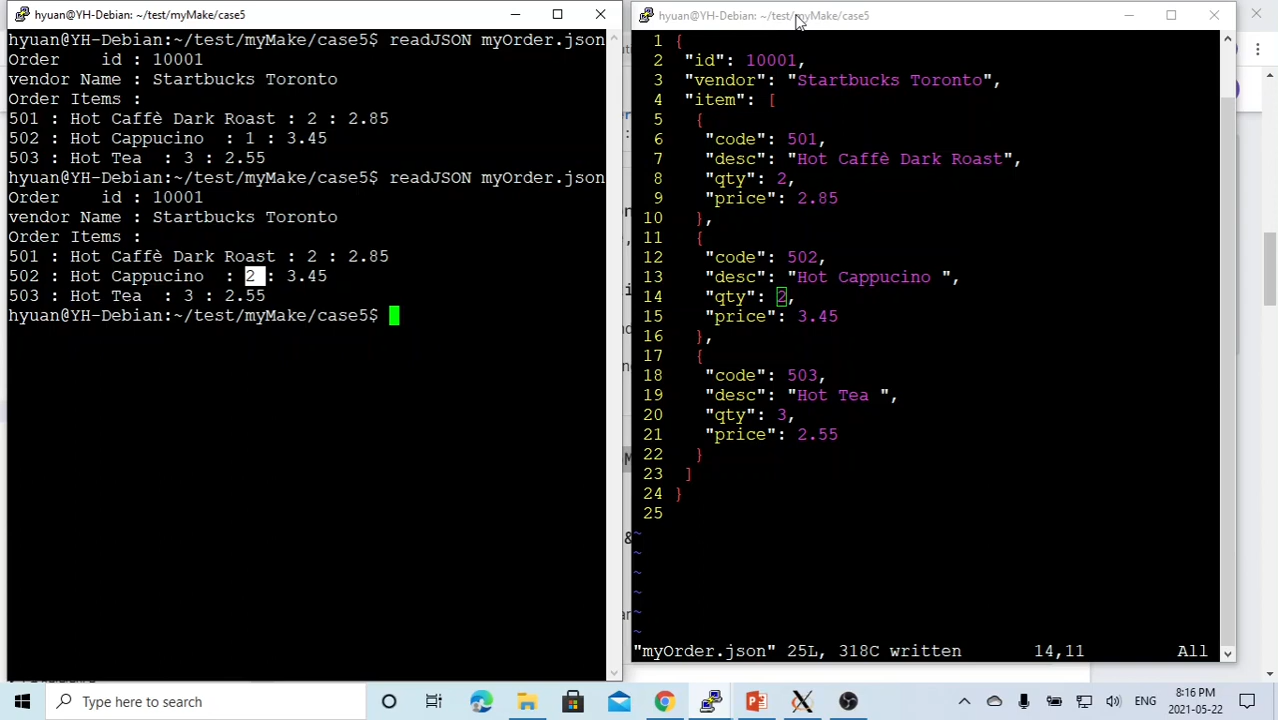 hyuan@YH-Debian: ~/test/myMake/case5
hyuan@YH-Debian:~/test/myMake/case5$ readJSON myOrder.json
Order    id : 10001
vendor Name : Startbucks Toronto
Order Items :
501 : Hot Caffè Dark Roast : 2 : 2.85
502 : Hot Cappucino  : 1 : 3.45
503 : Hot Tea  : 3 : 2.55
hyuan@YH-Debian:~/test/myMake/case5$ readJSON myOrder.json
Order    id : 10001
vendor Name : Startbucks Toronto
Order Items :
501 : Hot Caffè Dark Roast : 2 : 2.85
502 : Hot Cappucino  : 2 : 3.45
503 : Hot Tea  : 3 : 2.55
hyuan@YH-Debian:~/test/myMake/case5$
hyuan@YH-Debian: ~/test/myMake/case5
1 {
2 "id": 10001,
3 "vendor": "Startbucks Toronto",
4 "item": [
5 {
6 "code": 501,
7 "desc": "Hot Caffè Dark Roast",
8 "qty": 2,
9 "price": 2.85
10 },
11 {
12 "code": 502,
13 "desc": "Hot Cappucino ",
14 "qty": 2,
15 "price": 3.45
16 },
17 {
18 "code": 503,
19 "desc": "Hot Tea ",
20 "qty": 3,
21 "price": 2.55
22 }
23 ]
24 }
25
~
~
~
~
~
~
"myOrder.json" 25L, 318C written 14,11 All
Type here to search
ENG
8:16 PM
2021-05-22